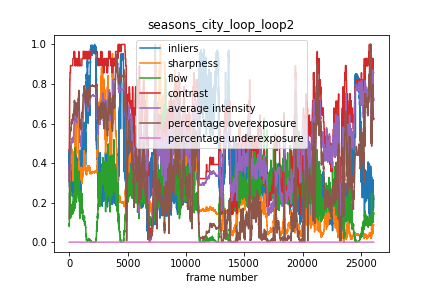 seasons_city_loop_loop2
inliers
sharpness
flow
contrast
average intensity
percentage overexposure
percentage underexposure
1.0
0.8
0.6
0.4
0.2
0.0
0 5000 10000 15000 20000 25000
frame number